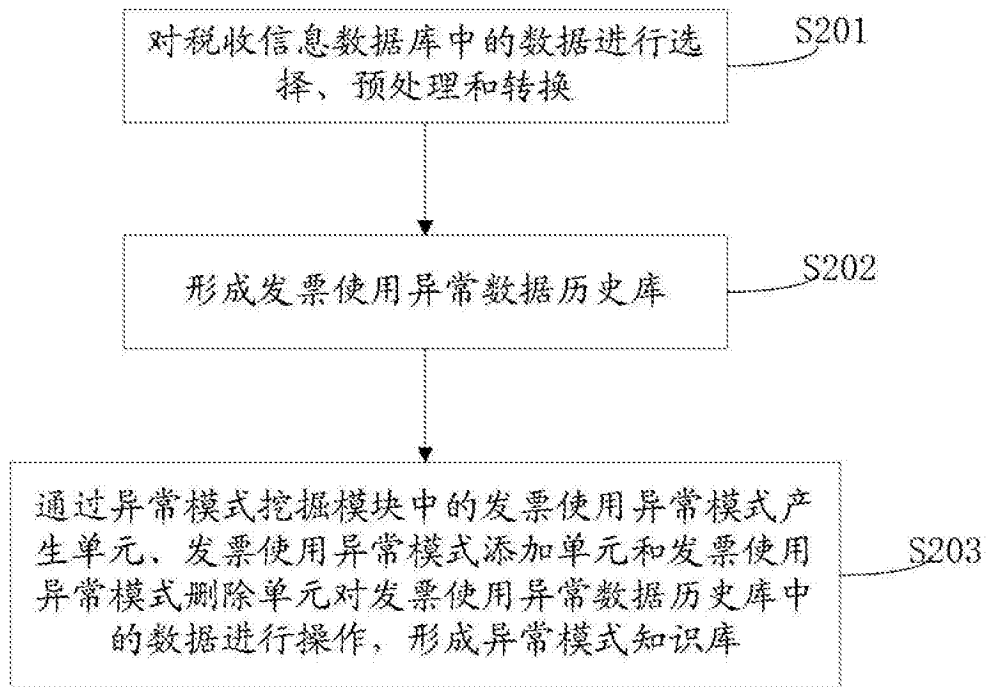 对税收信息数据库中的数据进行选
择、预处理和转换
S201
形成发票使用异常数据历史库
S202
通过异常模式挖掘模块中的发票使用异常模式产
生单元、发票使用异常模式添加单元和发票使用
异常模式删除单元对发票使用异常数据历史库中
的数据进行操作，形成异常模式知识库
S203